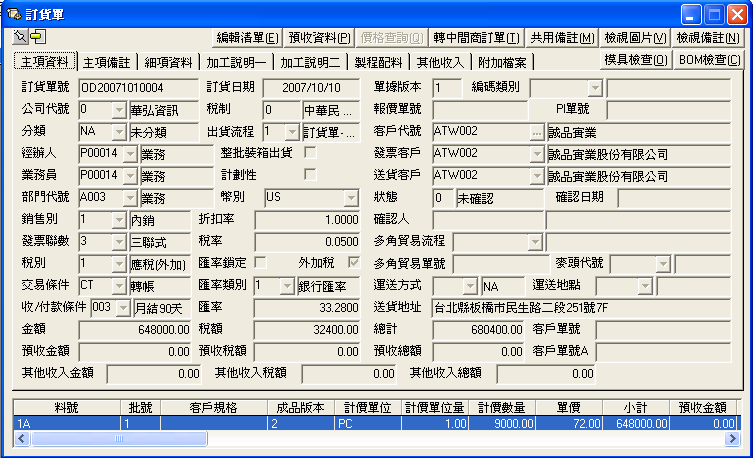 訂貨單
編輯清單(E) 預收資料(P) 價格查詢(Q) 轉中間商訂單(T) 共用備註(M) 檢視圖片(V) 檢視備註(N)
主項資料 主項備註 細項資料 加工說明一 加工說明二 製程配料 其他收入 附加檔案 模具檢查(O) BOM檢查(C)
訂貨單號 OD20071010004 訂貨日期 2007/10/10 單據版本 1 編碼類別
公司代號 0 華弘資訊 稅制 0 中華民 ... 報價單號 PI單號
分類 NA 未分類 出貨流程 1 訂貨單-... 客戶代號 ATW002 ... 誠品實業
經辦人 P00014 業務 整批裝箱出貨 發票客戶 ATW002 誠品實業股份有限公司
業務員 P00014 業務 計劃性 送貨客戶 ATW002 誠品實業股份有限公司
部門代號 A003 業務 幣別 US 狀態 0 未確認 確認日期
銷售別 1 內銷 折扣率 1.0000 確認人
發票聯數 3 三聯式 稅率 0.0500 多角貿易流程
稅別 1 應稅(外加) 匯率鎖定 外加稅 多角貿易單號 麥頭代號
交易條件 CT 轉帳 匯率類別 1 銀行匯率 運送方式 NA 運送地點
收/付款條件 003 月結90天 匯率 33.2800 送貨地址 台北縣板橋市民生路二段251號7F
金額 648000.00 稅額 32400.00 總計 680400.00 客戶單號
預收金額 0.00 預收稅額 0.00 預收總額 0.00 客戶單號A
其他收入金額 0.00 其他收入稅額 0.00 其他收入總額 0.00
料號 批號 客戶規格 成品版本 計價單位 計價單位量 計價數量 單價 小計 預收金額
1A 1 2 PC 1.00 9000.00 72.00 648000.00 0.00